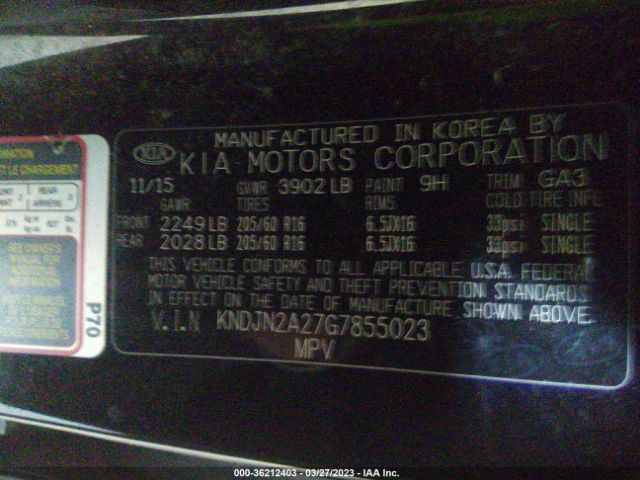 MANUFACTURED IN KOREA BY
KIA KIA MOTORS CORPORATION
11/15 GVWR 3902 LB PAINT 9H TRIM GA3
GAWR TIRES RIMS COLD TIRE INFL
FRONT 2249 LB 205/60 R16 6.5JX16 33psi SINGLE
REAR 2028 LB 205/60 R16 6.5JX16 33psi SINGLE
THIS VEHICLE CONFORMS TO ALL APPLICABLE U.S.A. FEDERAL
MOTOR VEHICLE SAFETY AND THEFT PREVENTION STANDARDS
IN EFFECT ON THE DATE OF MANUFACTURE SHOWN ABOVE.
V.I.N KNDJN2A27G7855023
MPV
P70
000-36212403 - 03/27/2023 - IAA Inc.